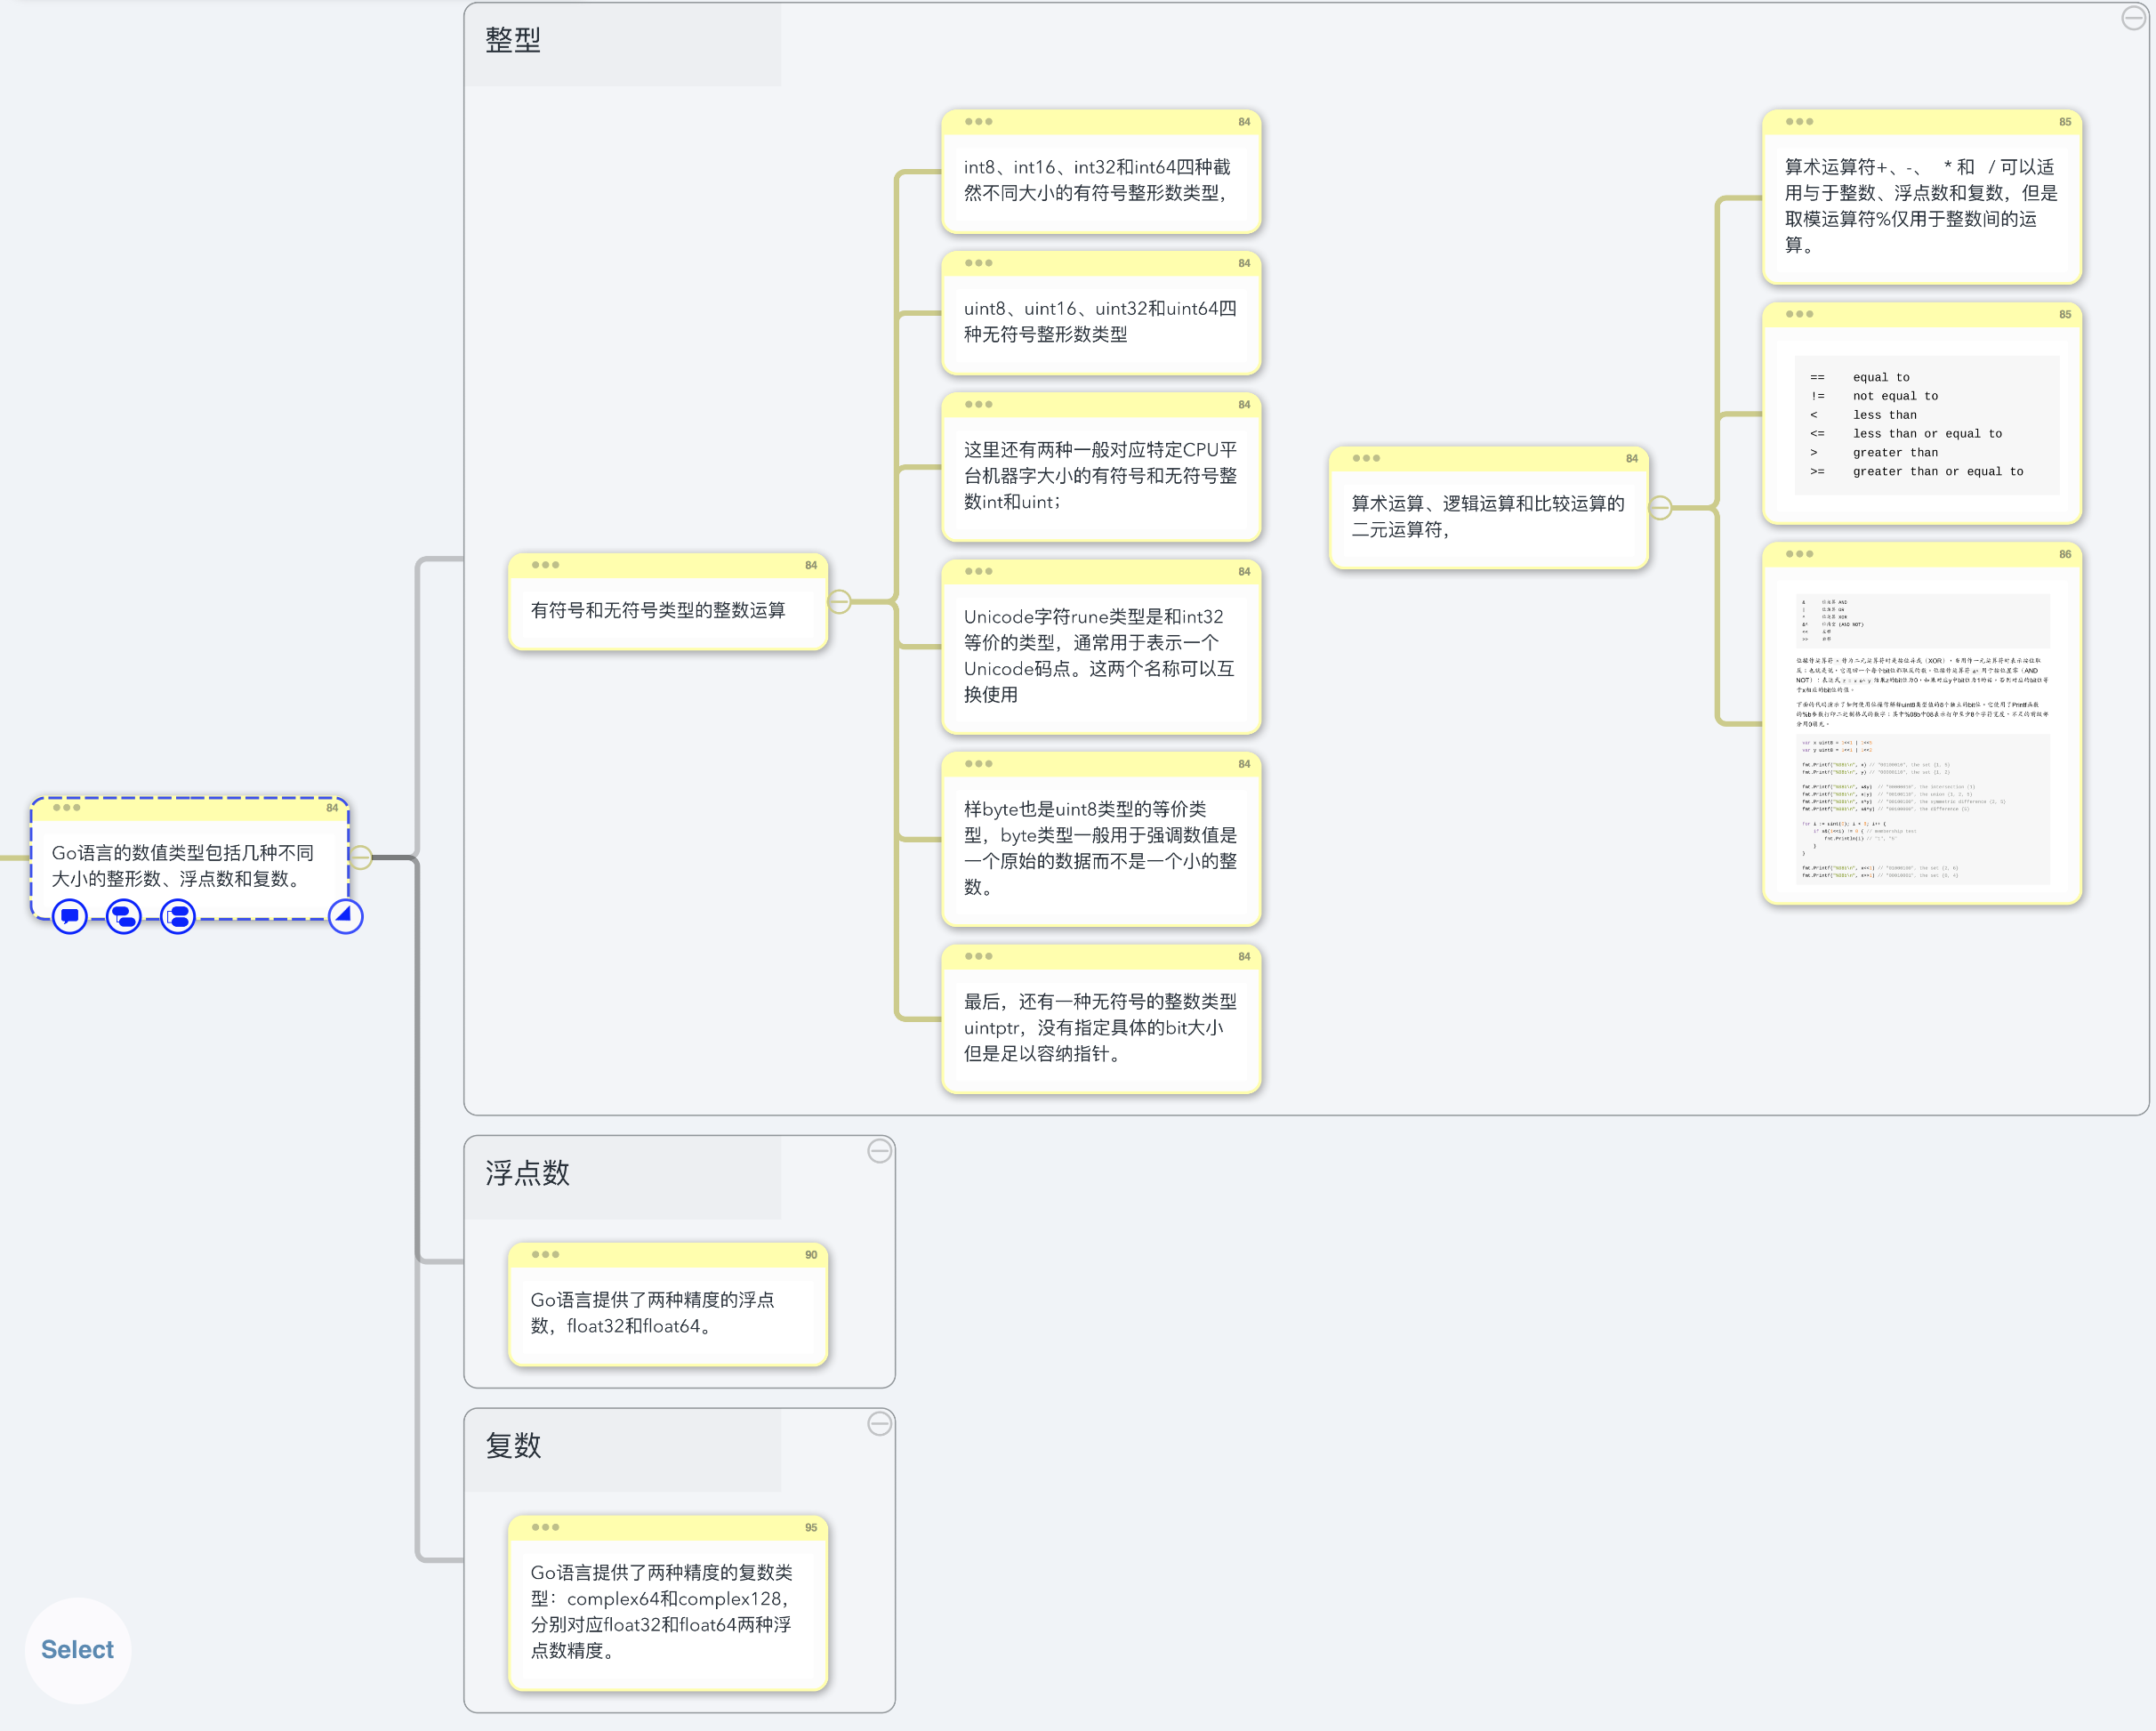 整型
84
int8、int16、int32和int64四种截
然不同大小的有符号整形数类型，
84
uint8、uint16、uint32和uint64四
种无符号整形数类型
84
这里还有两种一般对应特定CPU平
台机器字大小的有符号和无符号整
数int和uint；
84
有符号和无符号类型的整数运算
84
Unicode字符rune类型是和int32
等价的类型，通常用于表示一个
Unicode码点。这两个名称可以互
换使用
84
样byte也是uint8类型的等价类
型，byte类型一般用于强调数值是
一个原始的数据而不是一个小的整
数。
84
最后，还有一种无符号的整数类型
uintptr，没有指定具体的bit大小
但是足以容纳指针。
84
算术运算、逻辑运算和比较运算的
二元运算符，
85
算术运算符+、-、 * 和 / 可以适
用与于整数、浮点数和复数，但是
取模运算符%仅用于整数间的运
算。
85
== equal to
!= not equal to
< less than
<= less than or equal to
> greater than
>= greater than or equal to
86
84
Go语言的数值类型包括几种不同
大小的整形数、浮点数和复数。
浮点数
90
Go语言提供了两种精度的浮点
数，float32和float64。
复数
95
Go语言提供了两种精度的复数类
型：complex64和complex128，
分别对应float32和float64两种浮
点数精度。
Select